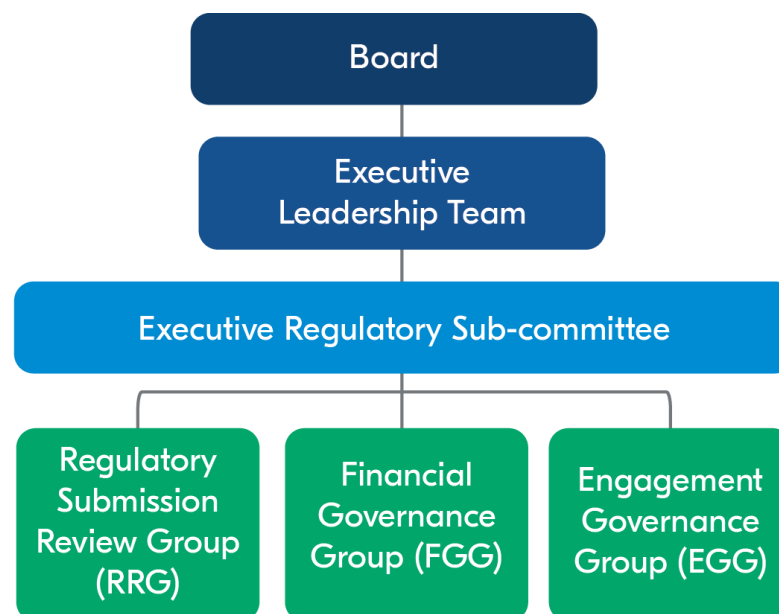 Board
Executive
Leadership Team
Executive Regulatory Sub-committee
Regulatory
Submission
Review Group
(RRG)
Financial
Governance
Group (FGG)
Engagement
Governance
Group (EGG)